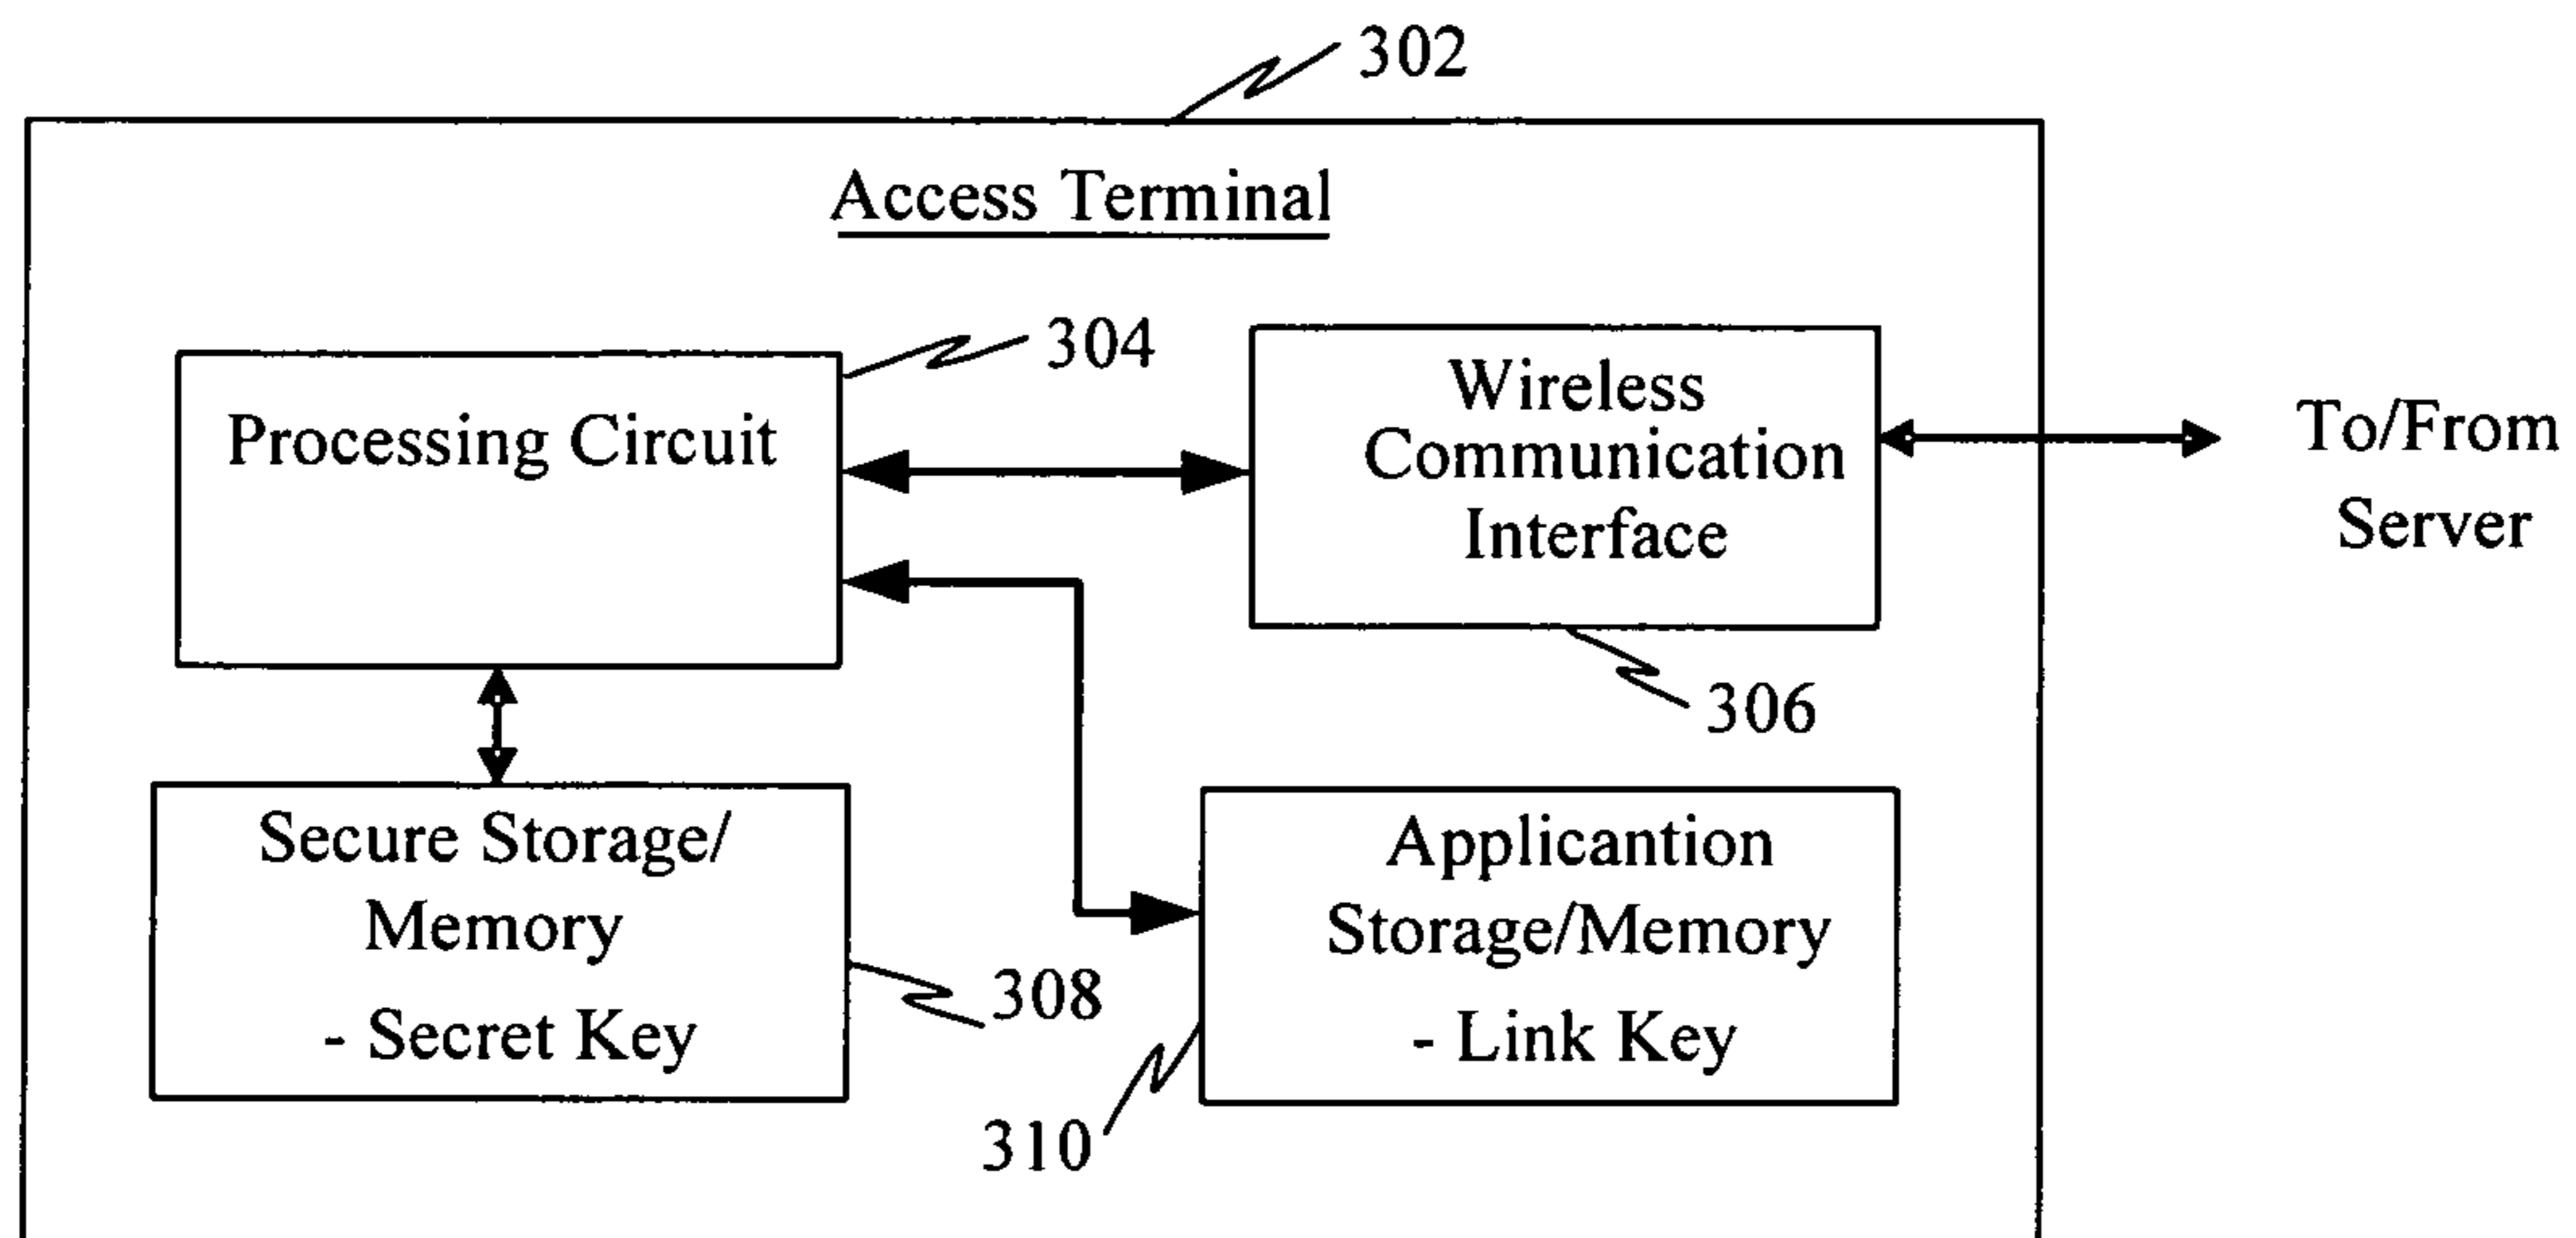 302
Access Terminal
304
Processing Circuit
Wireless
Communication
Interface
To/From
Server
306
Secure Storage/
Memory
- Secret Key
308
Applicantion
Storage/Memory
- Link Key
310